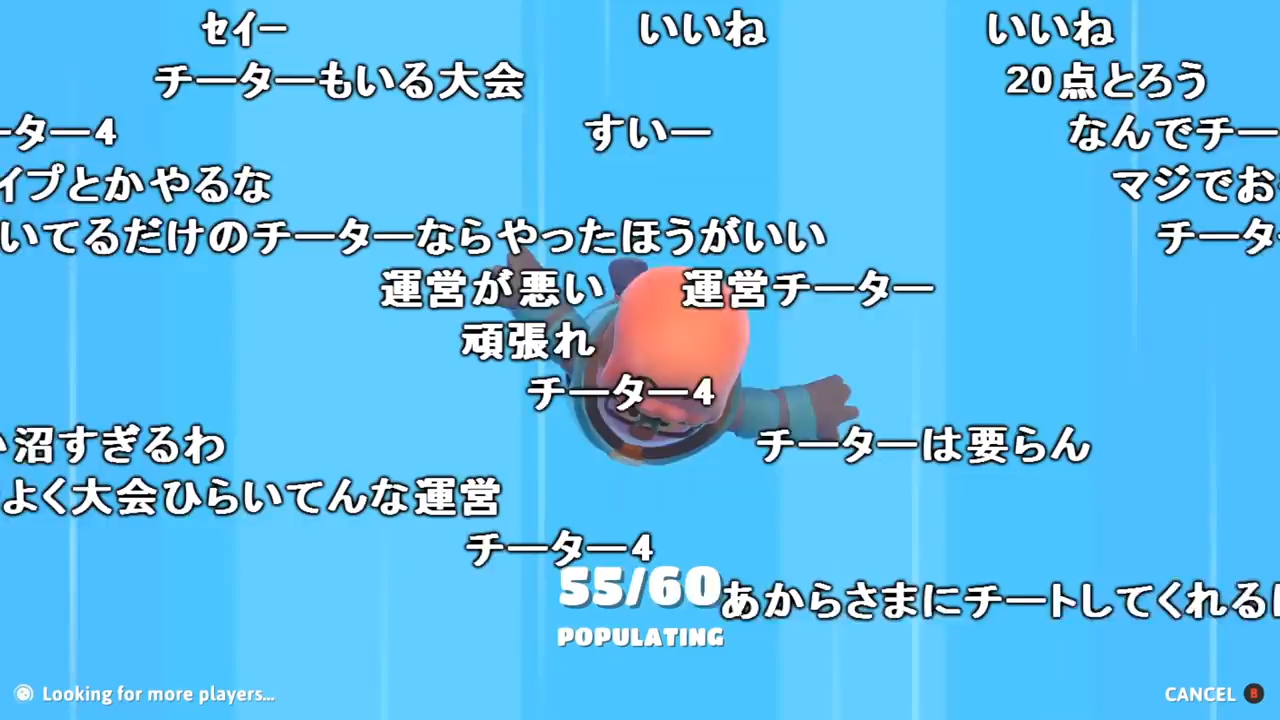 セイー いいね いいね
チーターもいる大会 20点とろう
ーター4 すいー なんでチー
イプとかやるな マジでお
いてるだけのチーターならやったほうがいい チータ
運営が悪い 運営チーター
頑張れ
チーター4
い沼すぎるわ チーターは要らん
よく大会ひらいてんな運営
チーター4
55/60
あからさまにチートしてくれる
POPULATING
Looking for more players...
CANCEL B